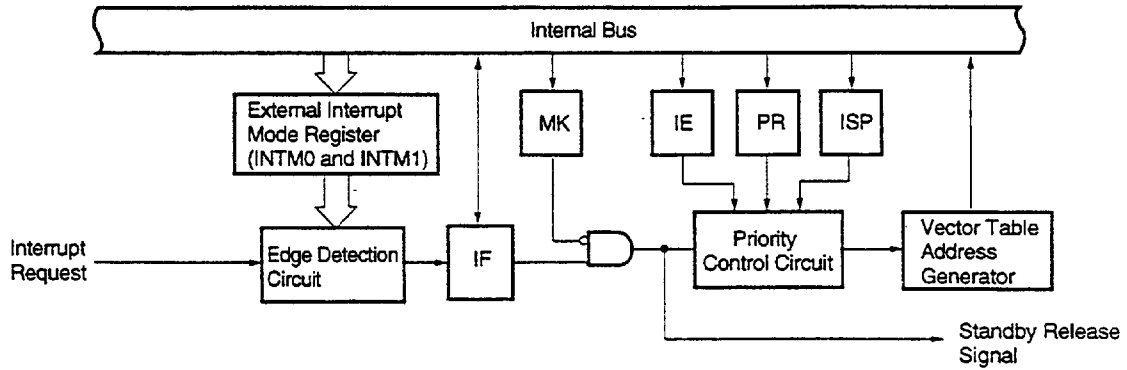 Internal Bus
External Interrupt
Mode Register
(INTM0 and INTM1)
MK
IE
PR
ISP
Interrupt
Request
Edge Detection
Circuit
IF
Priority
Control Circuit
Vector Table
Address
Generator
Standby Release
Signal